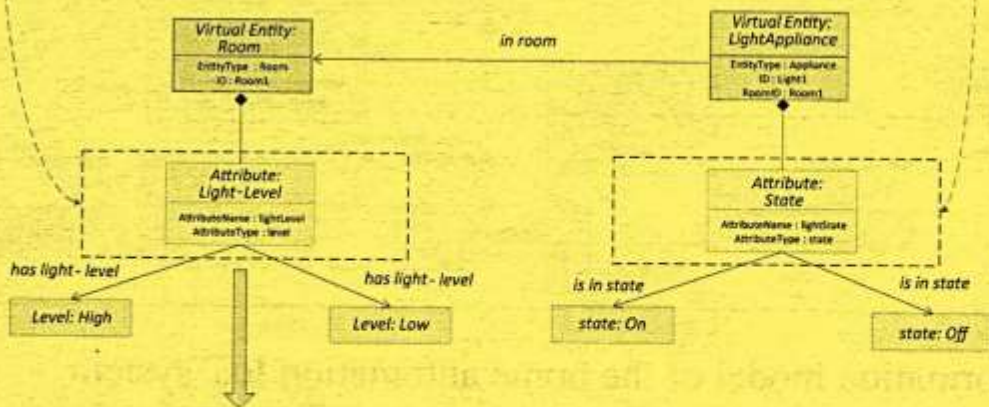 Virtual Entity:
Room
EntityType : Room
ID : Room1
in room
Virtual Entity:
LightAppliance
EntityType : Appliance
ID : Light1
RoomID : Room1
Attribute:
Light-Level
AttributeName : lightLevel
AttributeType : level
Attribute:
State
AttributeName : lightState
AttributeType : state
has light - level
has light - level
is in state
is in state
Level: High
Level: Low
state: On
state: Off